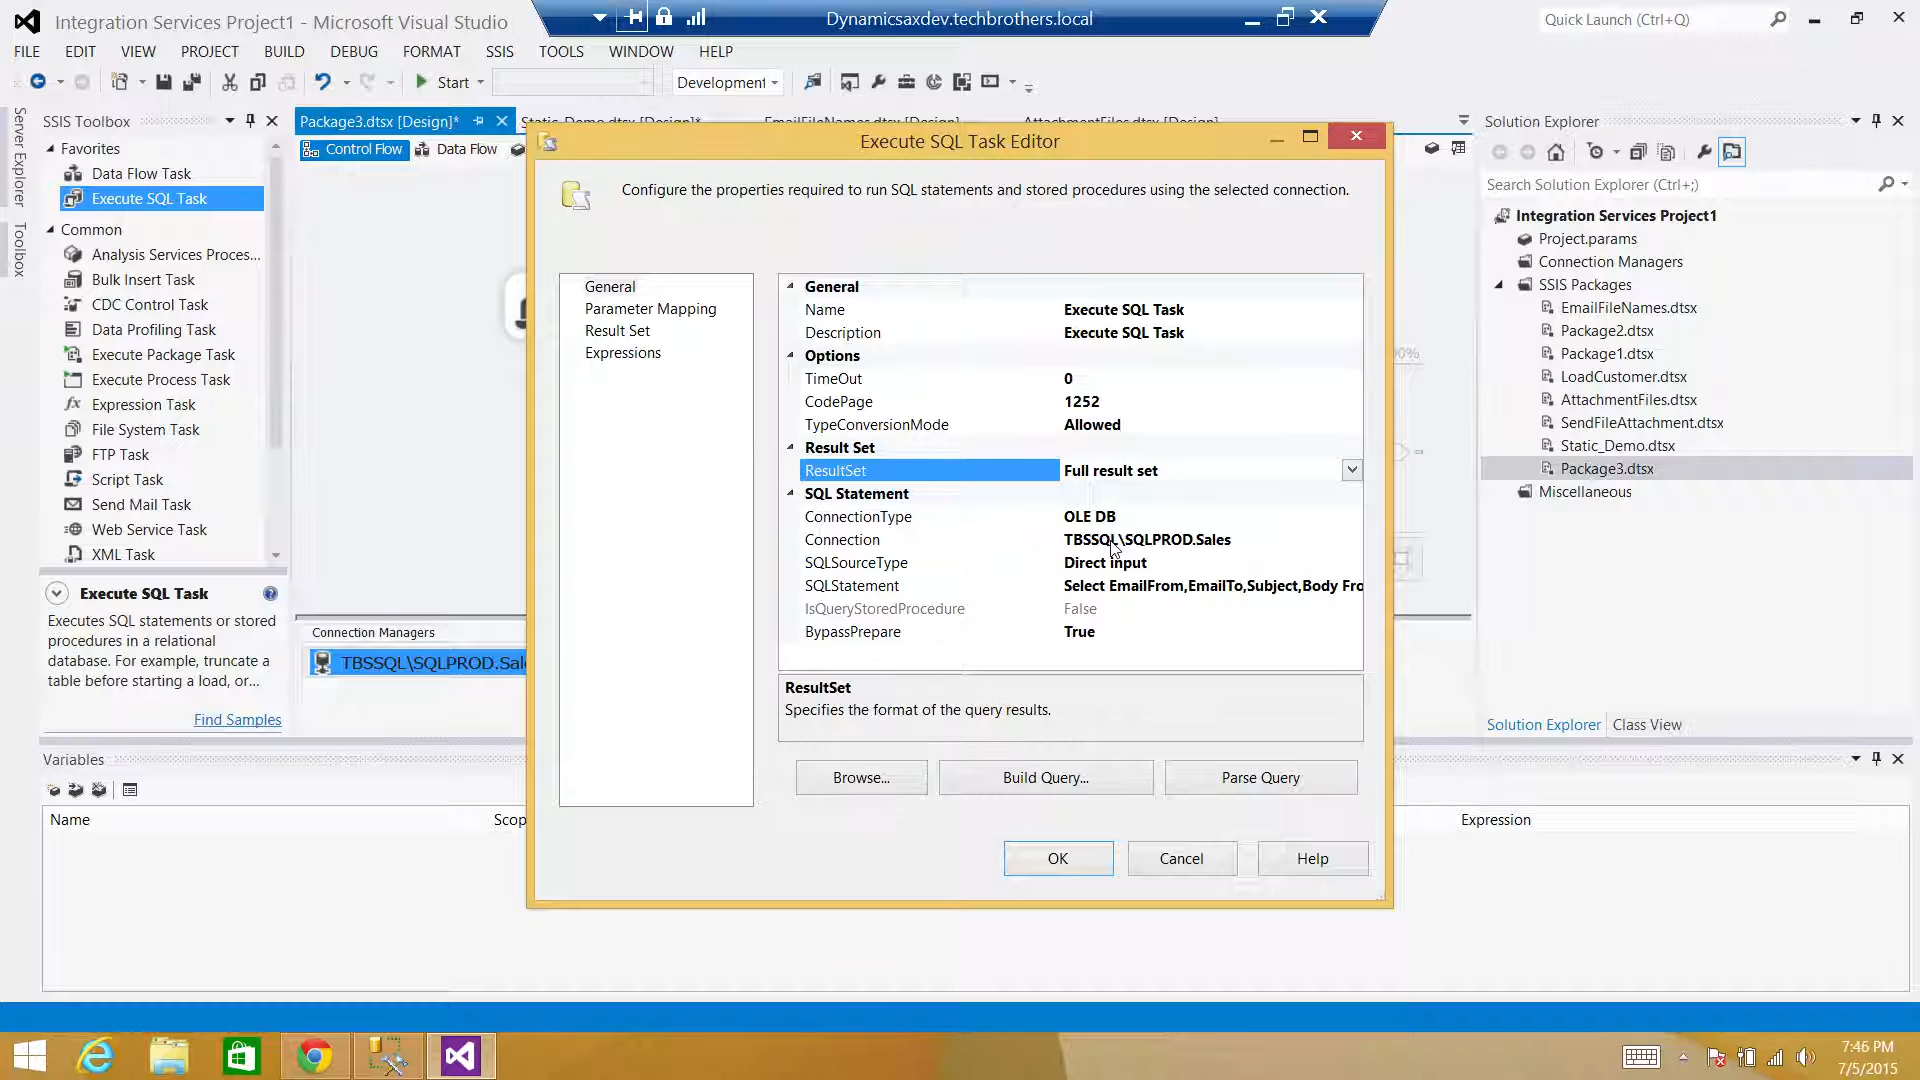 Integration Services Project1 - Microsoft Visual Studio
Dynamicsaxdev.techbrothers.local
Quick Launch (Ctrl+Q)
FILE EDIT VIEW PROJECT BUILD DEBUG FORMAT SSIS TOOLS WINDOW HELP
Start
Development
Server Explorer
Toolbox
SSIS Toolbox
Favorites
Data Flow Task
Execute SQL Task
Common
Analysis Services Proces...
Bulk Insert Task
CDC Control Task
Data Profiling Task
Execute Package Task
Execute Process Task
Expression Task
File System Task
FTP Task
Script Task
Send Mail Task
Web Service Task
XML Task
Execute SQL Task
Executes SQL statements or stored
procedures in a relational
database. For example, truncate a
table before starting a load, or...
Find Samples
Package3.dtsx [Design]*
Static_Demo.dtsx [Design]*
EmailFileNames.dtsx [Design]
AttachmentFiles.dtsx [Design]
Control Flow
Data Flow
Connection Managers
TBSSQL\SQLPROD.Sal
Execute SQL Task Editor
Configure the properties required to run SQL statements and stored procedures using the selected connection.
General
Parameter Mapping
Result Set
Expressions
General
Name Execute SQL Task
Description Execute SQL Task
Options
TimeOut 0
CodePage 1252
TypeConversionMode Allowed
Result Set
ResultSet Full result set
SQL Statement
ConnectionType OLE DB
Connection TBSSQL\SQLPROD.Sales
SQLSourceType Direct input
SQLStatement Select EmailFrom,EmailTo,Subject,Body Fro
IsQueryStoredProcedure False
BypassPrepare True
ResultSet
Specifies the format of the query results.
Browse... Build Query... Parse Query
OK Cancel Help
Solution Explorer
Search Solution Explorer (Ctrl+;)
Integration Services Project1
Project.params
Connection Managers
SSIS Packages
EmailFileNames.dtsx
Package2.dtsx
Package1.dtsx
LoadCustomer.dtsx
AttachmentFiles.dtsx
SendFileAttachment.dtsx
Static_Demo.dtsx
Package3.dtsx
Miscellaneous
Solution Explorer Class View
Variables
Name Scop Expression
7:46 PM
7/5/2015